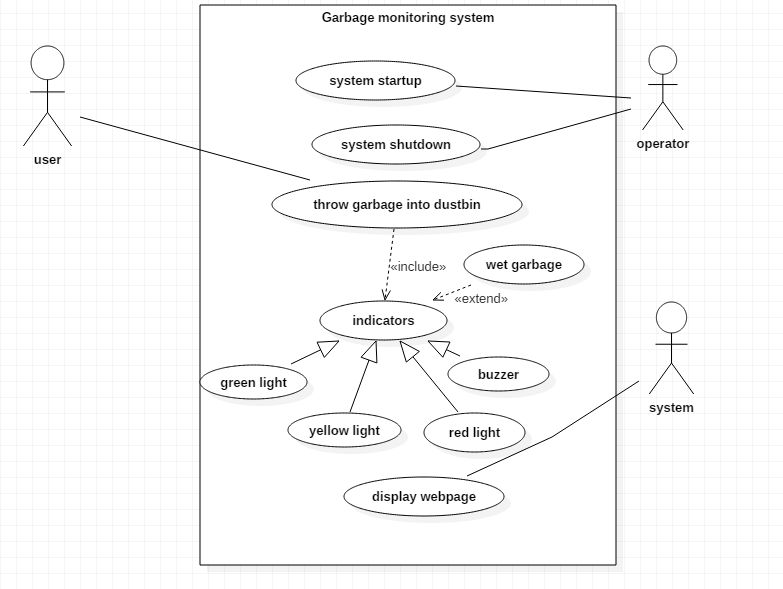 Garbage monitoring system
system startup
operator
system shutdown
user
throw garbage into dustbin
«include»
wet garbage
«extend»
indicators
green light
buzzer
system
yellow light
red light
display webpage